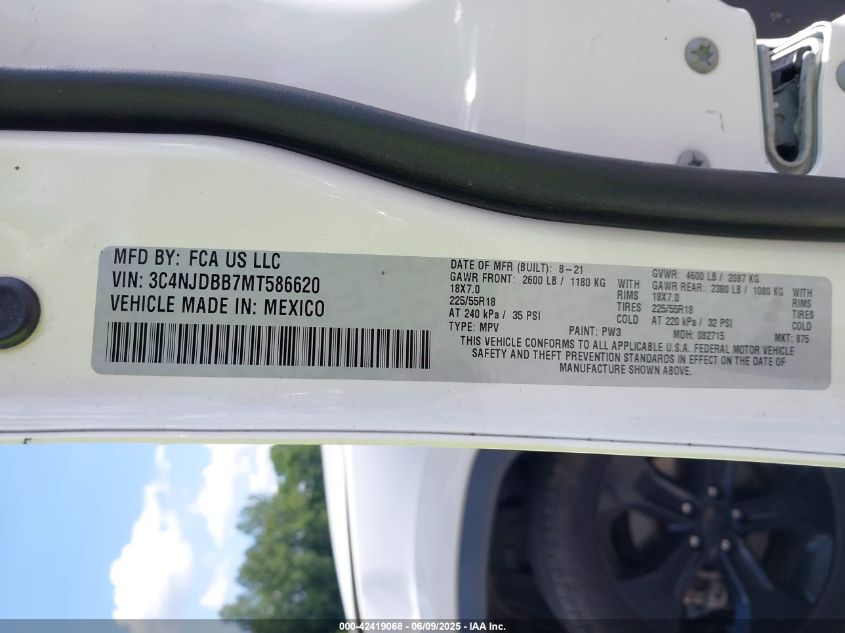 MFD BY: FCA US LLC
VIN: 3C4NJDBB7MT586620
VEHICLE MADE IN: MEXICO
DATE OF MFR (BUILT): 8-21
GAWR FRONT: 2600 LB / 1180 KG WITH
18X7.0 RIMS
225/55R18 TIRES
AT 240 kPa / 35 PSI COLD
TYPE: MPV PAINT: PW3
GVWR: 4600 LB / 2087 KG
GAWR REAR: 2380 LB / 1080 KG WITH
18X7.0 RIMS
225/55R18 TIRES
AT 220 kPa / 32 PSI COLD
MDH: 082715 MKT: 875
THIS VEHICLE CONFORMS TO ALL APPLICABLE U.S.A. FEDERAL MOTOR VEHICLE
SAFETY AND THEFT PREVENTION STANDARDS IN EFFECT ON THE DATE OF
MANUFACTURE SHOWN ABOVE.
000-42419068 - 06/09/2025 - IAA, Inc.